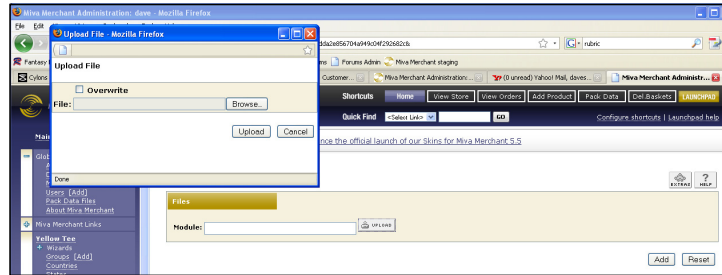 Miva Merchant Administration: dave - Mozilla Firefox
File Edit
Upload File - Mozilla Firefox
dda2e856704a949c04f292682c&
rubric
Fantasy
ms Forums Admin Miva Merchant staging
Upload File
Cylons
Customer...
Miva Merchant Administration:...
(0 unread) Yahoo! Mail, daves...
Miva Merchant Administr...
Overwrite
File: Browse...
Shortcuts Home View Store View Orders Add Product Pack Data Del.Baskets LAUNCHPAD
Quick Find <Select Link> GO Configure shortcuts | Launchpad help
Upload Cancel
Mai
nce the official launch of our Skins for Miva Merchant 5.5
Glob
Done
EXTRAS HELP
Users [Add]
Pack Data Files
About Miva Merchant
Files
Miva Merchant Links
Module: UPLOAD
Yellow Tee
Wizards
Groups [Add]
Countries
States
Add Reset